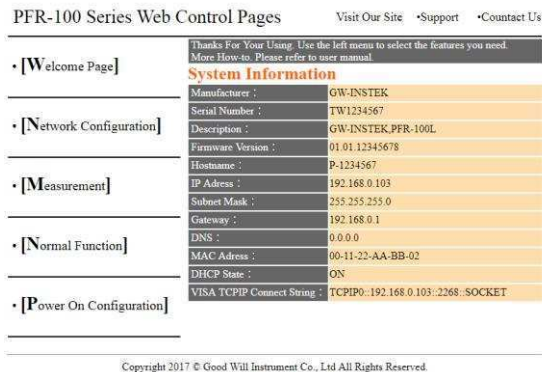 PFR-100 Series Web Control Pages
Visit Our Site •Support •Countact Us
• [Welcome Page]
• [Network Configuration]
• [Measurement]
• [Normal Function]
• [Power On Configuration]
Thanks For Your Using. Use the left menu to select the features you need.
More How-to. Please refer to user manual.
System Information
Manufacturer : GW-INSTEK
Serial Number : TW1234567
Description : GW-INSTEK,PFR-100L
Firmware Version : 01.01.12345678
Hostname : P-1234567
IP Adress : 192.168.0.103
Subnet Mask : 255.255.255.0
Gateway : 192.168.0.1
DNS : 0.0.0.0
MAC Adress : 00-11-22-AA-BB-02
DHCP State : ON
VISA TCPIP Connect String : TCPIP0::192.168.0.103::2268::SOCKET
Copyright 2017 © Good Will Instrument Co., Ltd All Rights Reserved.